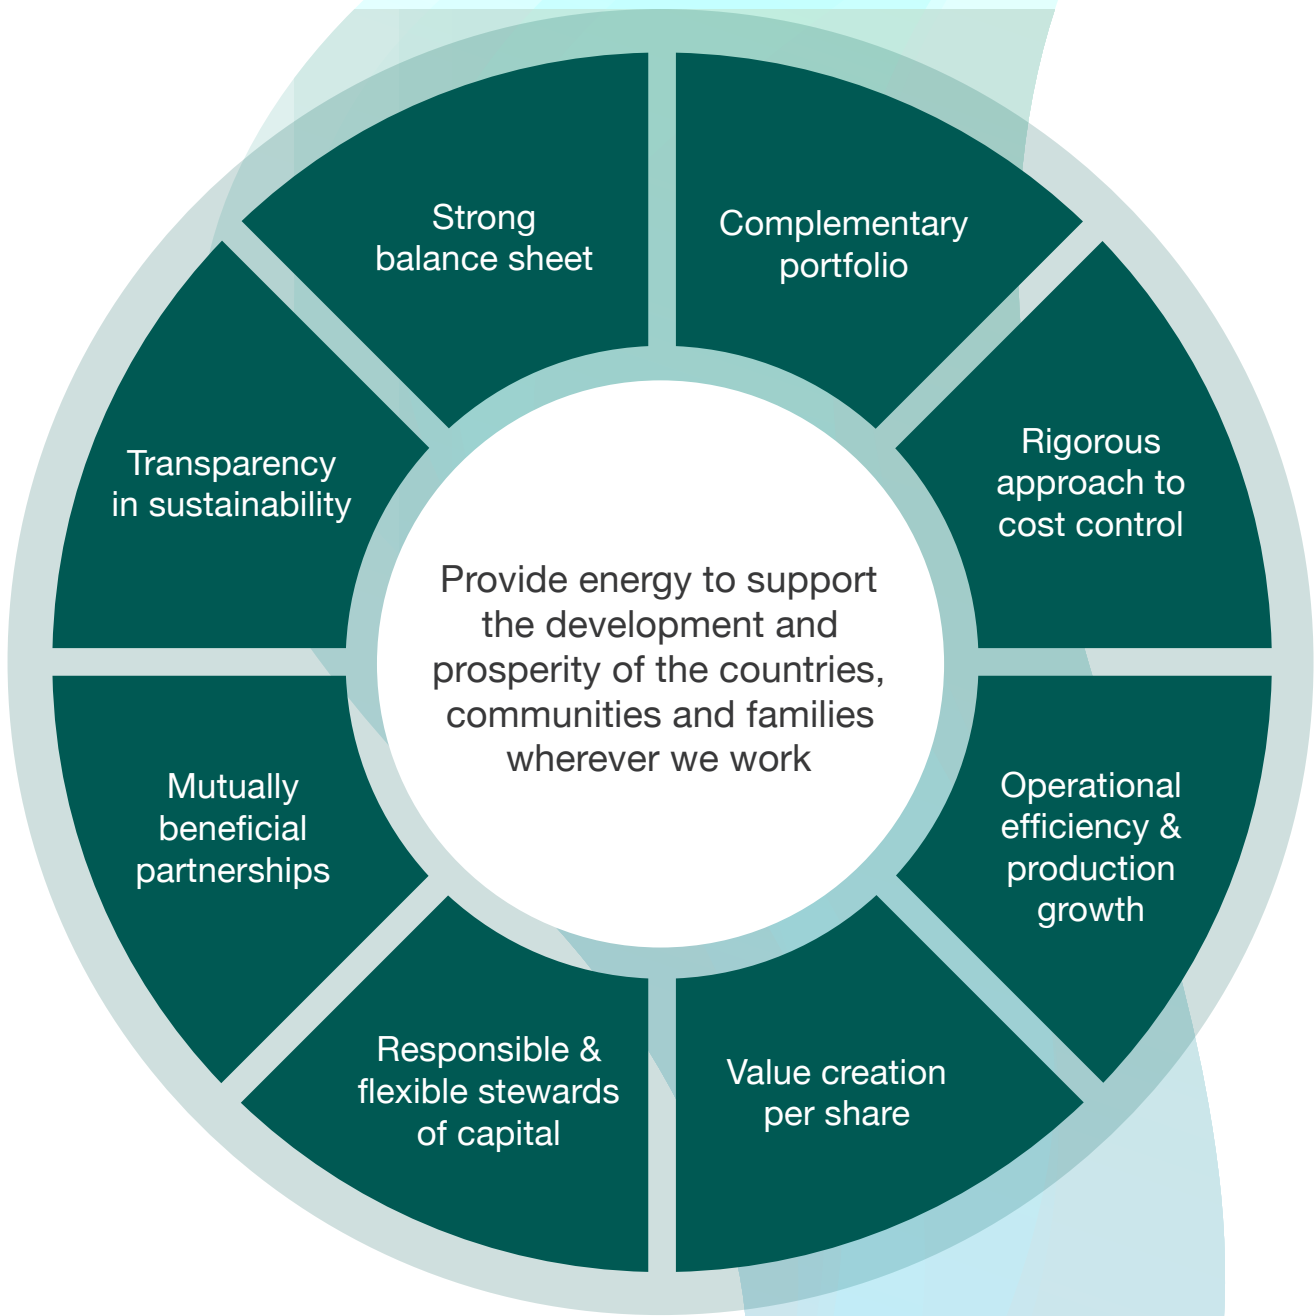 Strong
balance sheet
Complementary
portfolio
Rigorous
approach to
cost control
Operational
efficiency &
production
growth
Value creation
per share
Responsible &
flexible stewards
of capital
Mutually
beneficial
partnerships
Transparency
in sustainability
Provide energy to support
the development and
prosperity of the countries,
communities and families
wherever we work